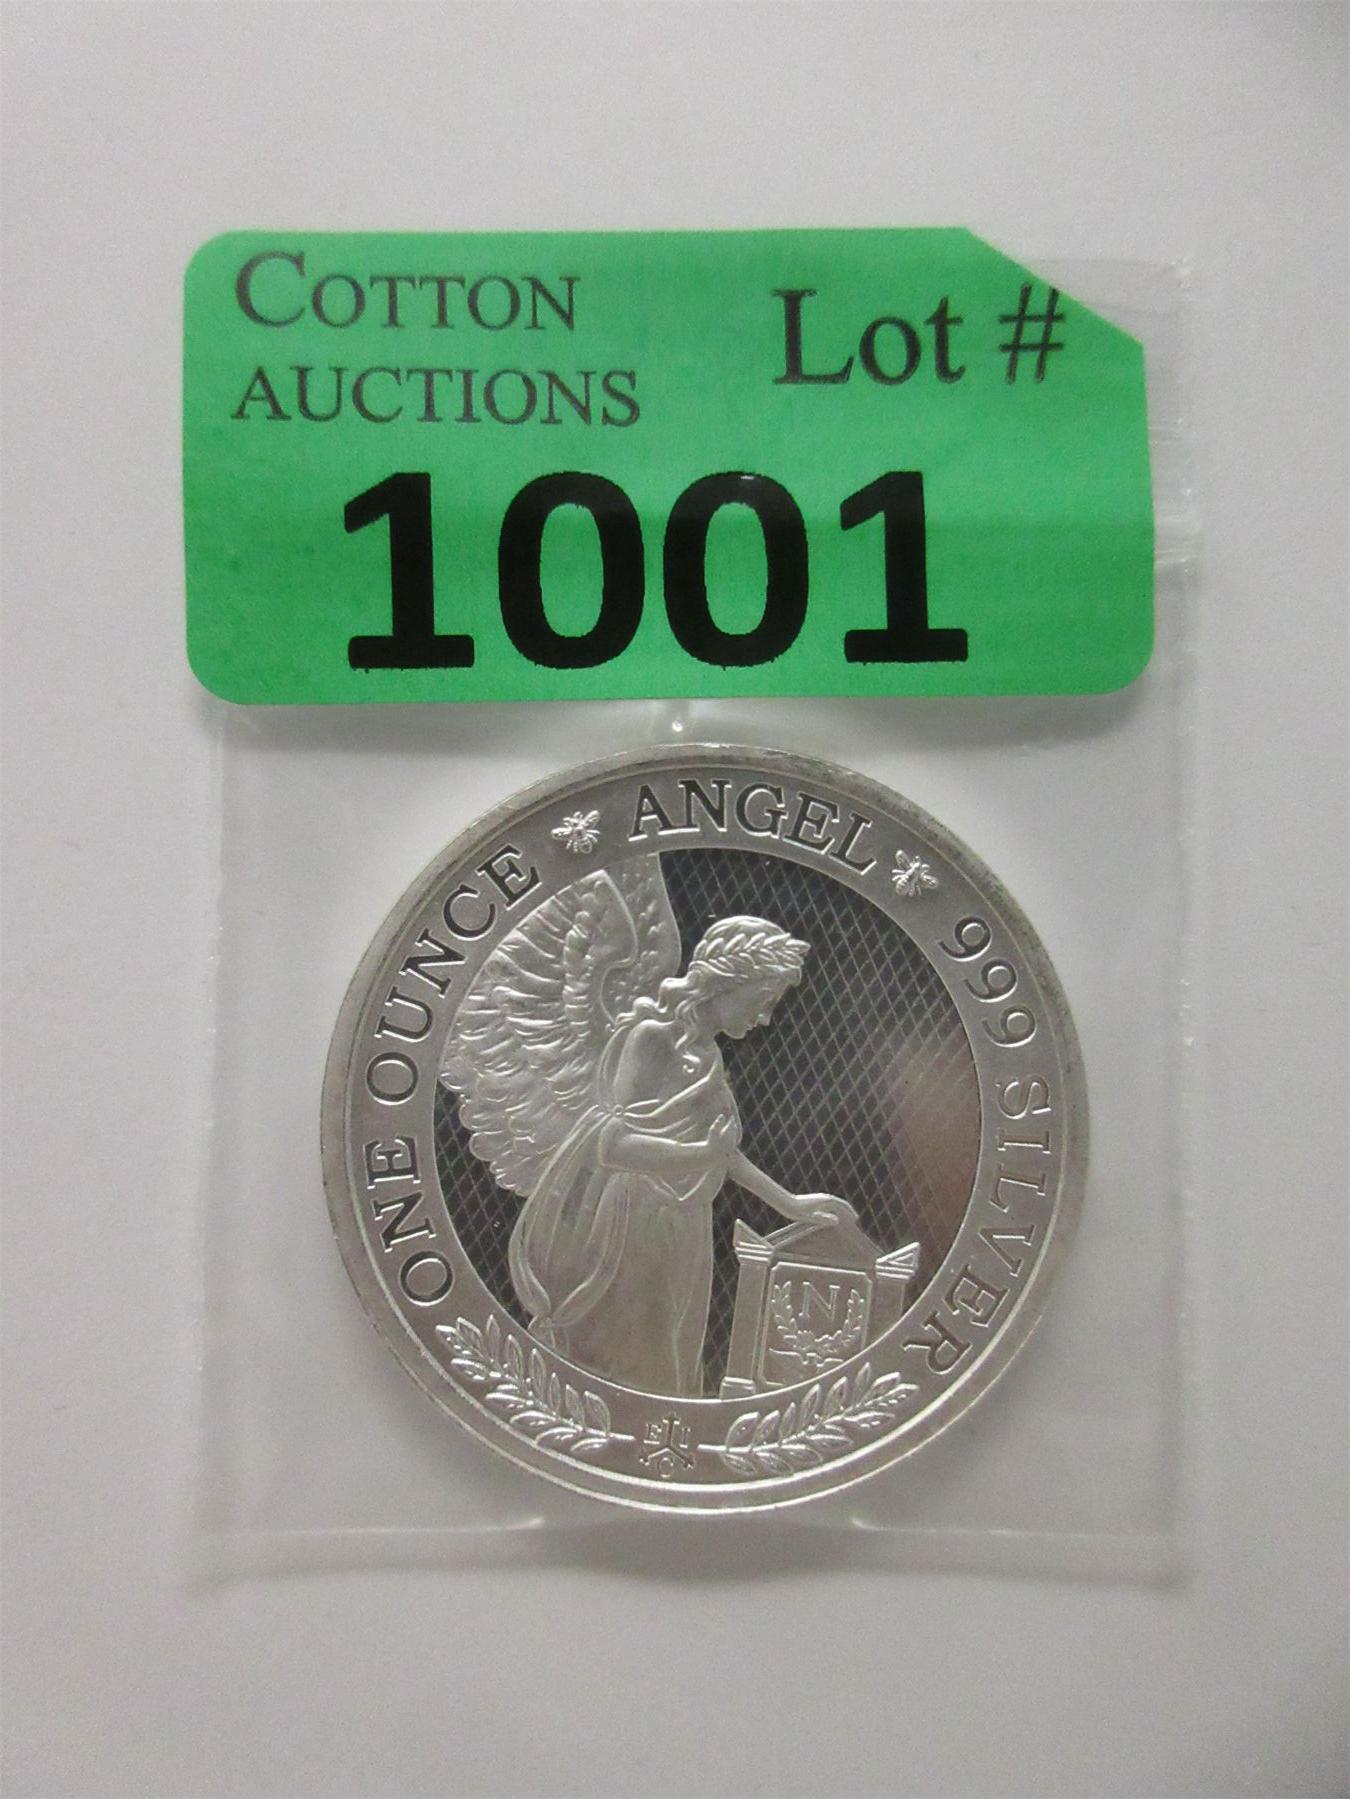 COTTON
AUCTIONS
Lot #
1001
ONE OUNCE ANGEL 999 SILVER
N
E I
C